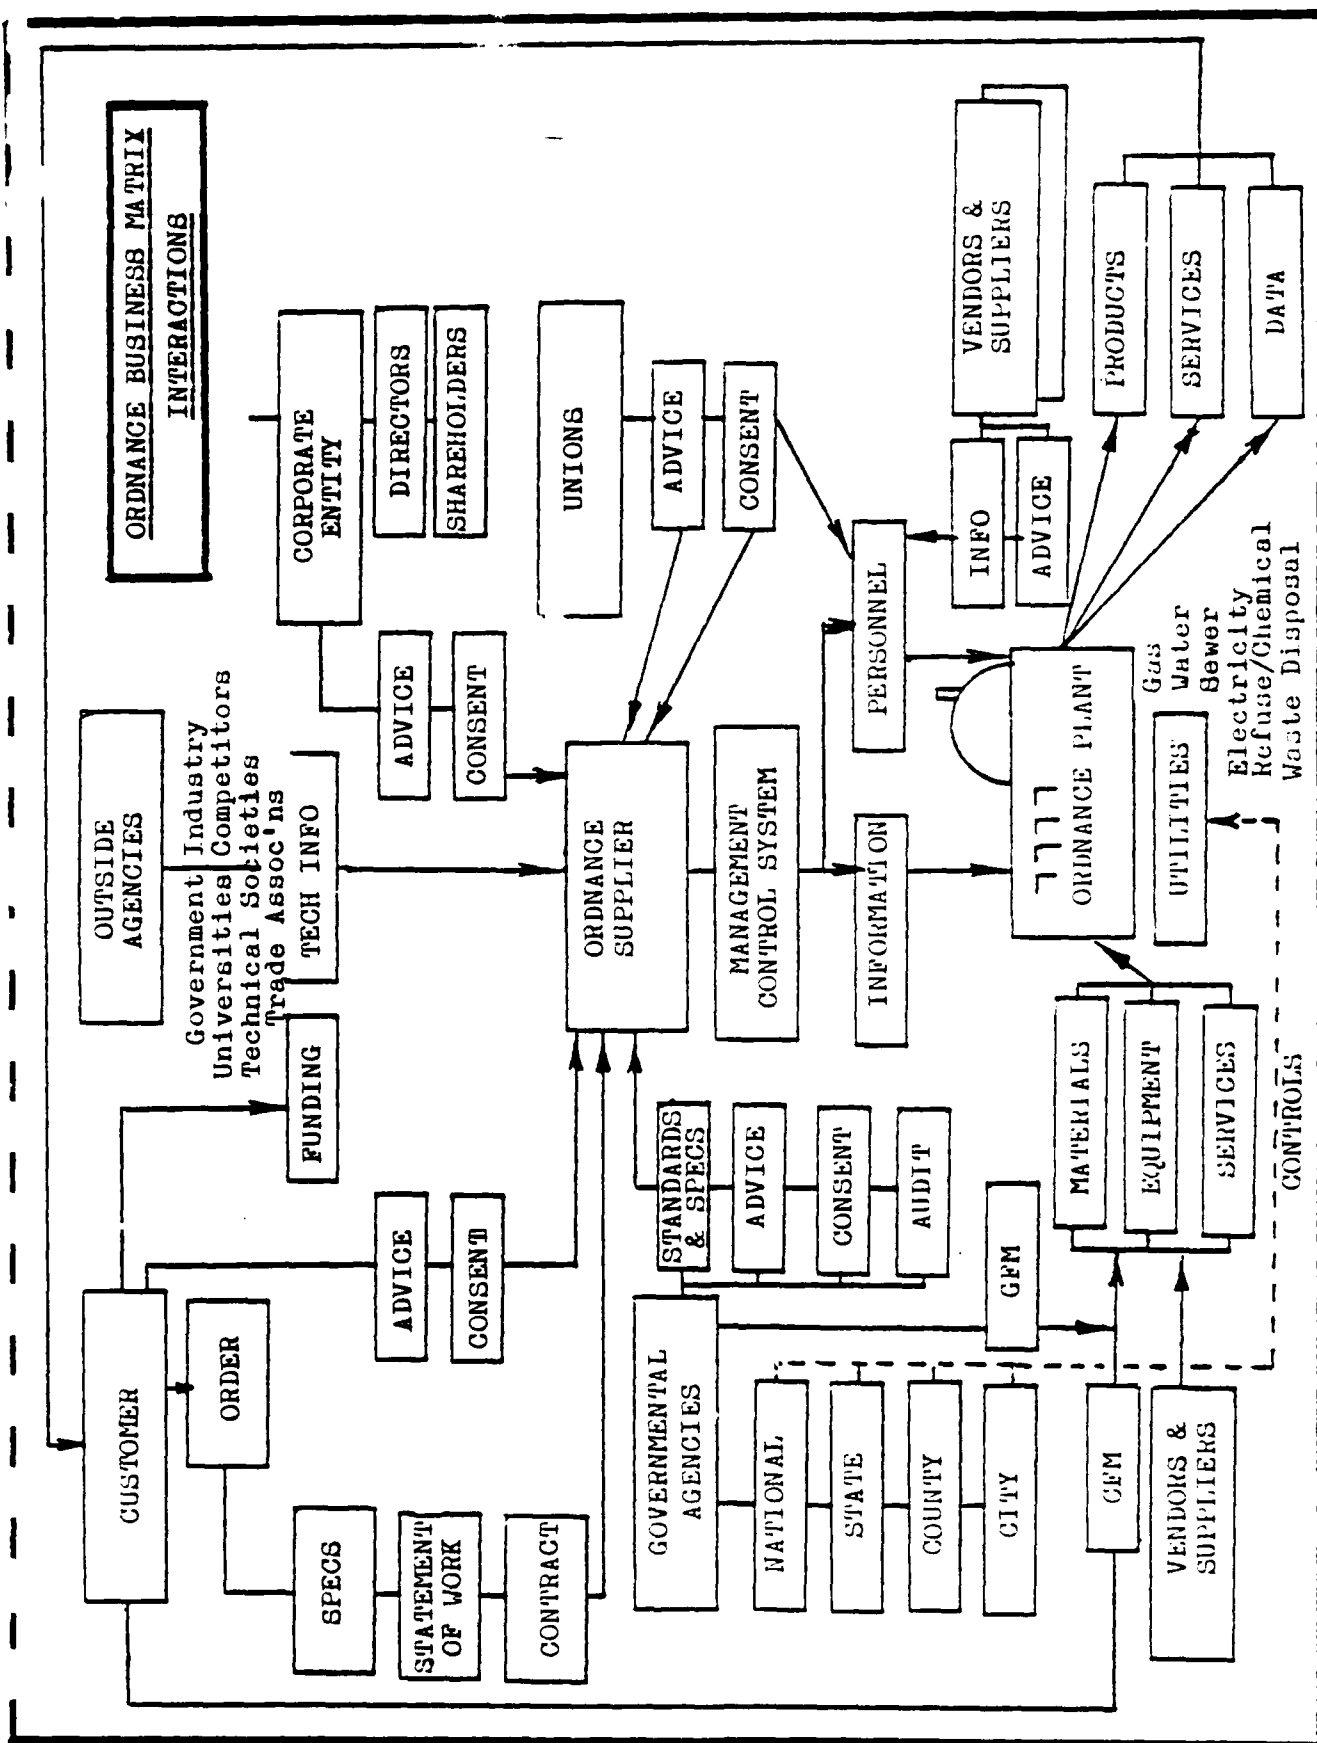 ORDNANCE BUSINESS MATRIX
INTERACTIONS
CUSTOMER
OUTSIDE
AGENCIES
ORDER
Government Industry
Universities Competitors
Technical Societies
Trade Assoc'ns
FUNDING
TECH INFO
CORPORATE
ENTITY
DIRECTORS
SHAREHOLDERS
SPECS
STATEMENT
OF WORK
CONTRACT
ADVICE
CONSENT
ADVICE
CONSENT
UNIONS
ADVICE
CONSENT
ORDNANCE
SUPPLIER
GOVERNMENTAL
AGENCIES
STANDARDS
& SPECS
ADVICE
CONSENT
AUDIT
MANAGEMENT
CONTROL SYSTEM
NATIONAL
STATE
COUNTY
CITY
INFORMATION
PERSONNEL
INFO
ADVICE
VENDORS &
SUPPLIERS
GFM
CFM
VENDORS &
SUPPLIERS
MATERIALS
EQUIPMENT
SERVICES
ORDNANCE PLANT
PRODUCTS
SERVICES
DATA
UTILITIES
Gas
Water
Sewer
Electricity
Refuse/Chemical
Waste Disposal
CONTROLS